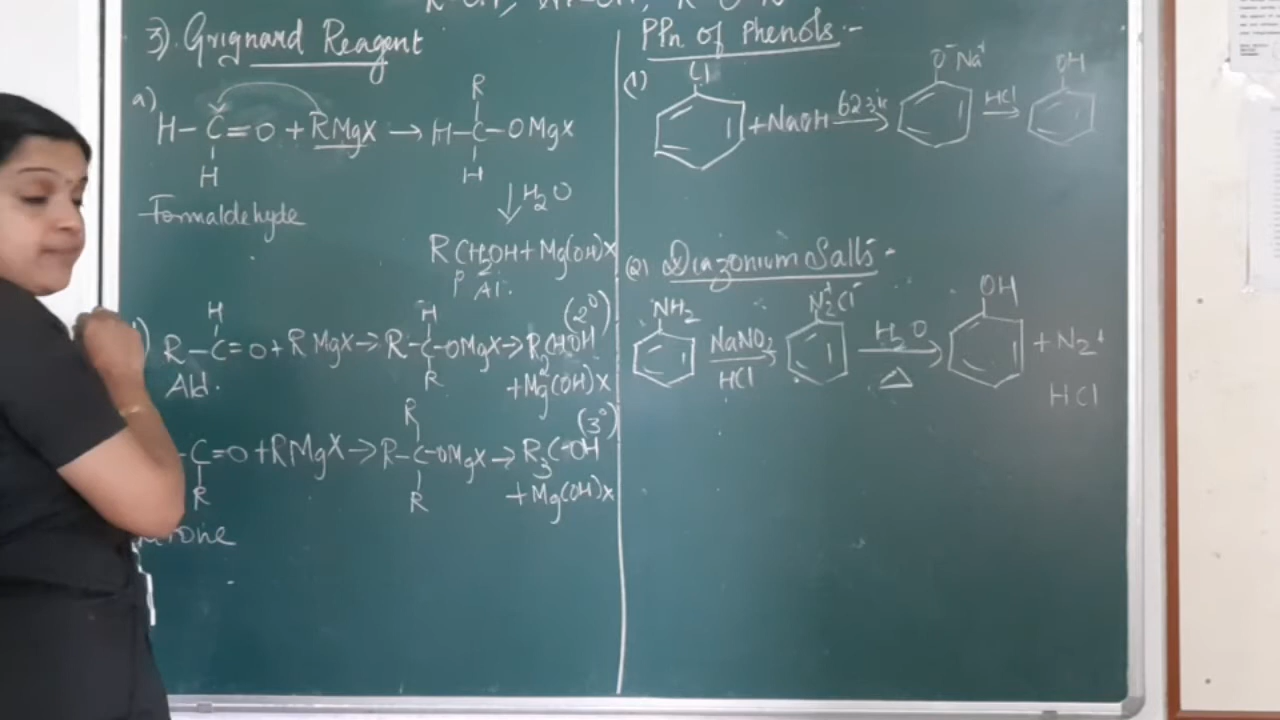 3) Grignard Reagent
a)
R
H-C=O + RMgX → H-C-OMgx
H
H
↓ H2O
Formaldehyde
RCH2OH + Mg(OH)x
P Al.
H
H
(2°)
R-C=O + RMgX → R-C-OMgX → R2CHOH
Ald.
R
+Mg(OH)x
R
(3°)
-C=O + RMgX → R-C-OMgX → R3C-OH
R
R
+Mg(OH)x
PPn of Phenols:-
(1)
Cl
O-Na+
OH
+NaOH 623k → HCl →
(2) Diazonium Salts:-
NH2
N2+Cl-
OH
NaNO2
HCl
H2O
△
+ N2+
HCl